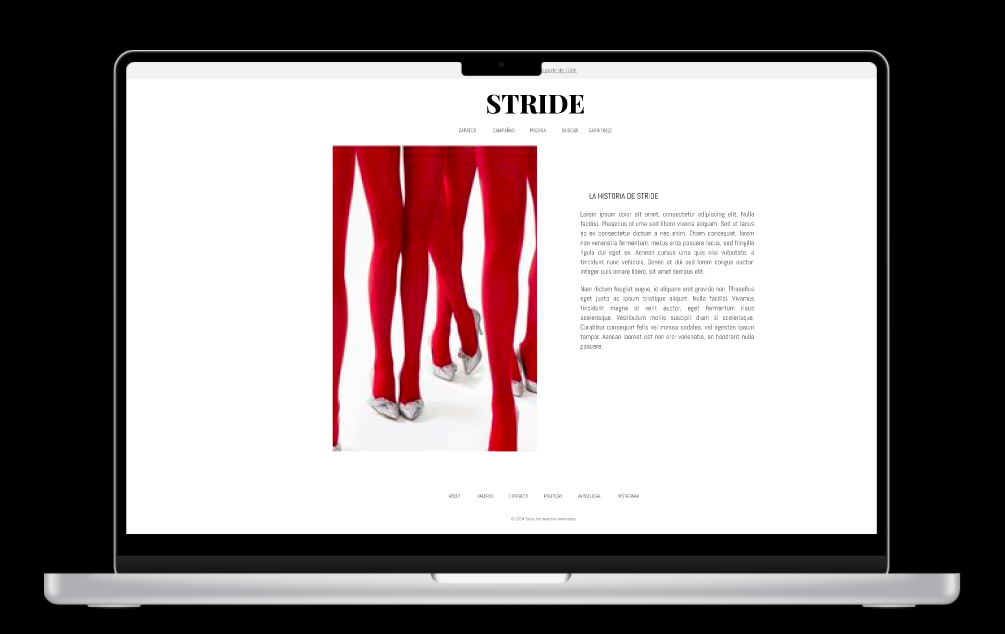 a partir de 100€
STRIDE
ZAPATOS CAMPAÑAS PRENSA BUSCAR CARRITO(2)
LA HISTORIA DE STRIDE
Lorem ipsum dolor sit amet, consectetur adipiscing elit. Nulla
facilisi. Phasellus id urna sed libero viverra aliquam. Sed ut lacus
ac ex consectetur dictum a nec enim. Etiam consequat, lorem
non venenatis fermentum, metus eros posuere lacus, sed fringilla
ligula dui eget ex. Aenean cursus urna quis nisi vulputate, a
tincidunt nunc vehicula. Donec at dui sed lorem congue auctor.
Integer quis ornare libero, sit amet tempus elit.
Nam dictum feugiat augue, id aliquam erat gravida non. Phasellus
eget justo ac ipsum tristique aliquet. Nulla facilisi. Vivamus
tincidunt magna id velit auctor, eget fermentum risus
scelerisque. Vestibulum mollis suscipit diam id scelerisque.
Curabitur consequat felis vel massa sodales, vel egestas ipsum
tempor. Aenean laoreet est non orci venenatis, ac hendrerit nulla
posuere.
ABOUT VALORES CONTACTO POLITICAS AVISO LEGAL INSTAGRAM
© 2024 Todos los derechos reservados